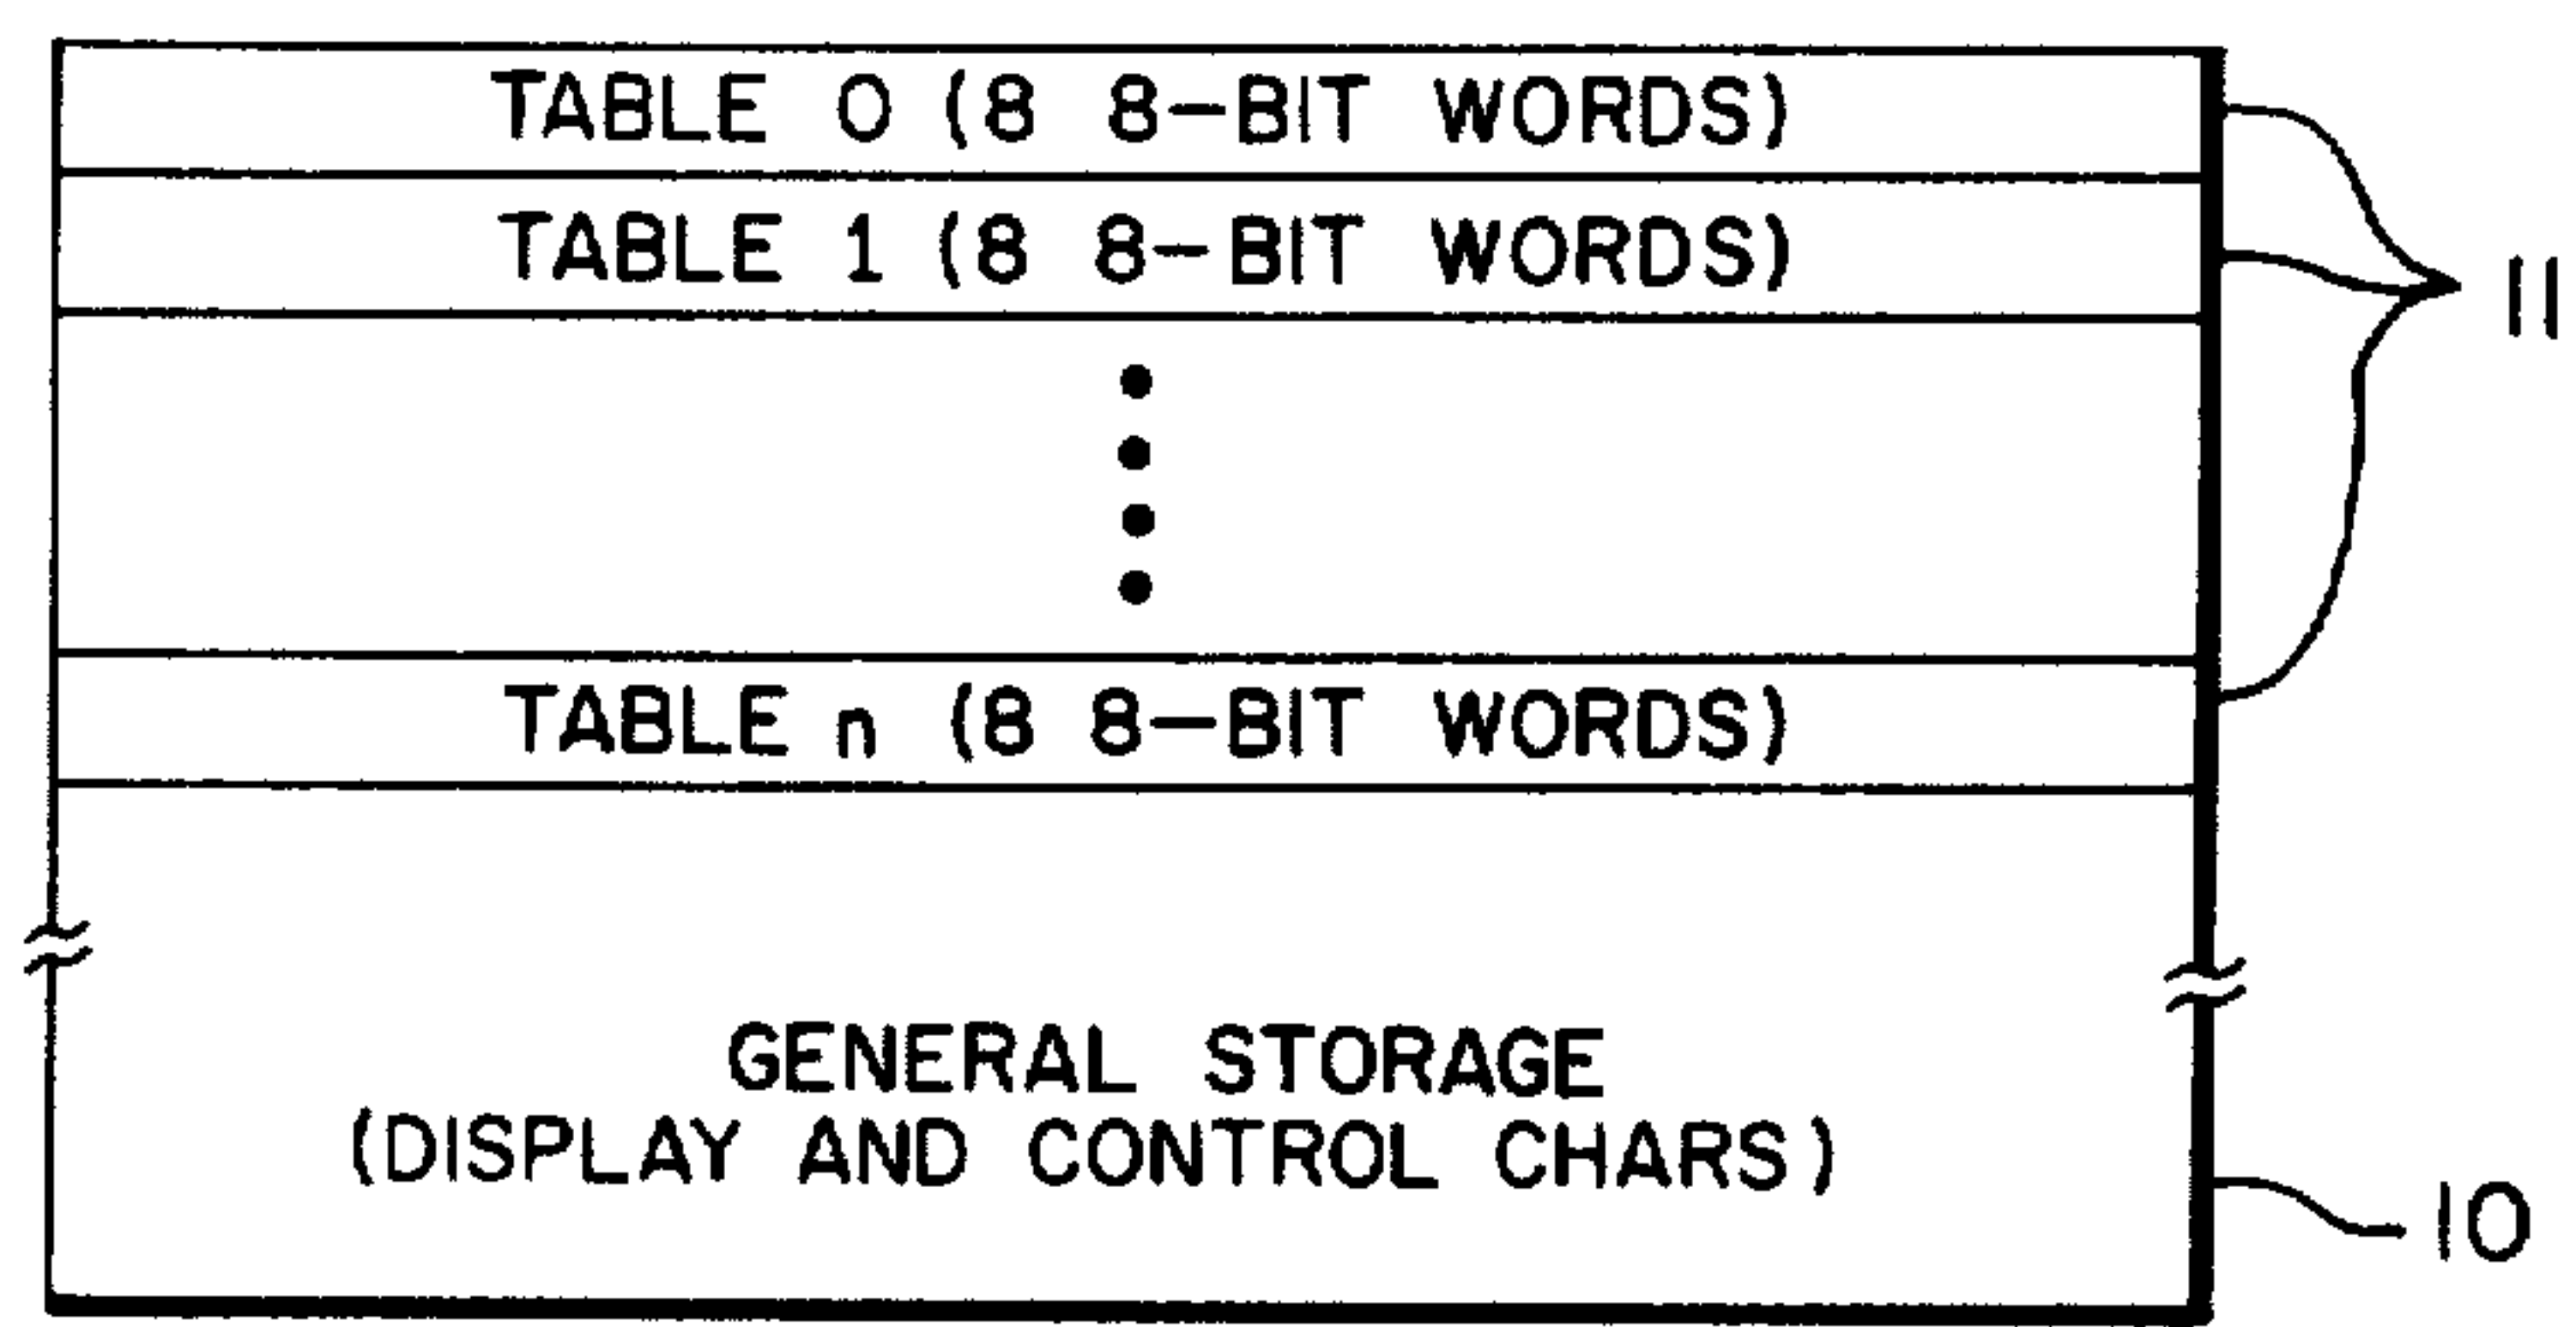 TABLE 0 (8 8-BIT WORDS)
TABLE 1 (8 8-BIT WORDS)
11
TABLE n (8 8-BIT WORDS)
GENERAL STORAGE
(DISPLAY AND CONTROL CHARS)
10